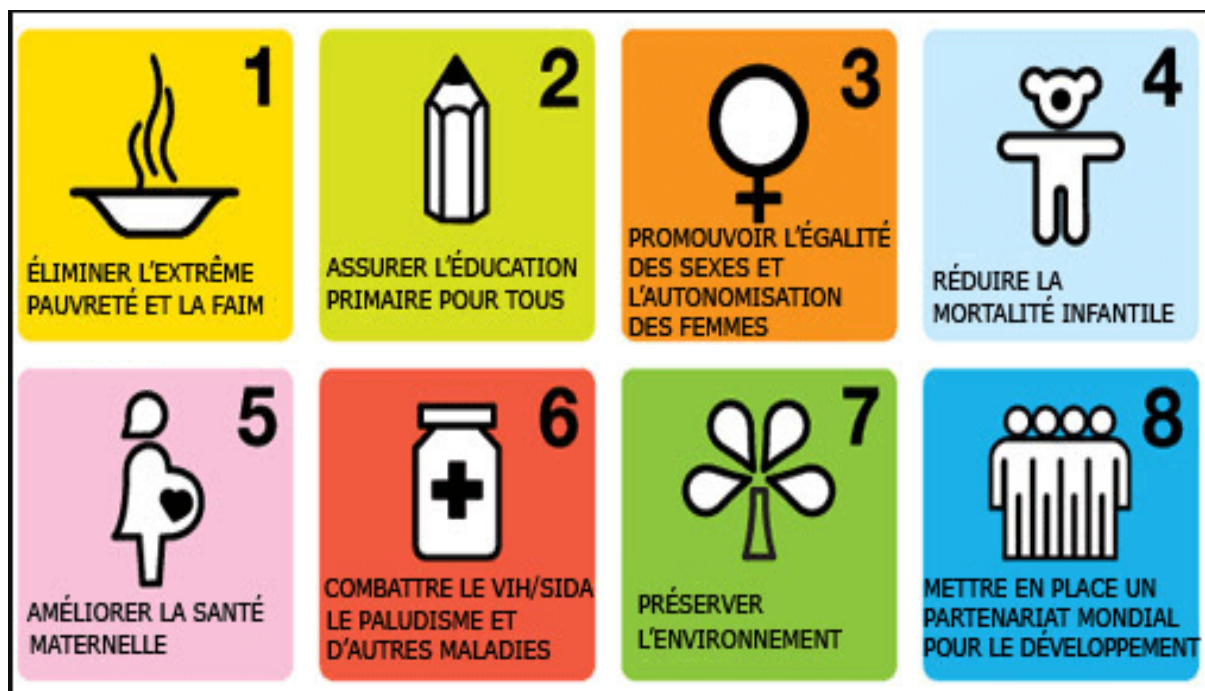 1
ÉLIMINER L'EXTRÊME
PAUVRETÉ ET LA FAIM
2
ASSURER L'ÉDUCATION
PRIMAIRE POUR TOUS
3
PROMOUVOIR L'ÉGALITÉ
DES SEXES ET
L'AUTONOMISATION
DES FEMMES
4
RÉDUIRE LA
MORTALITÉ INFANTILE
5
AMÉLIORER LA SANTÉ
MATERNELLE
6
COMBATTRE LE VIH/SIDA
LE PALUDISME ET
D'AUTRES MALADIES
7
PRÉSERVER
L'ENVIRONNEMENT
8
METTRE EN PLACE UN
PARTENARIAT MONDIAL
POUR LE DÉVELOPPEMENT